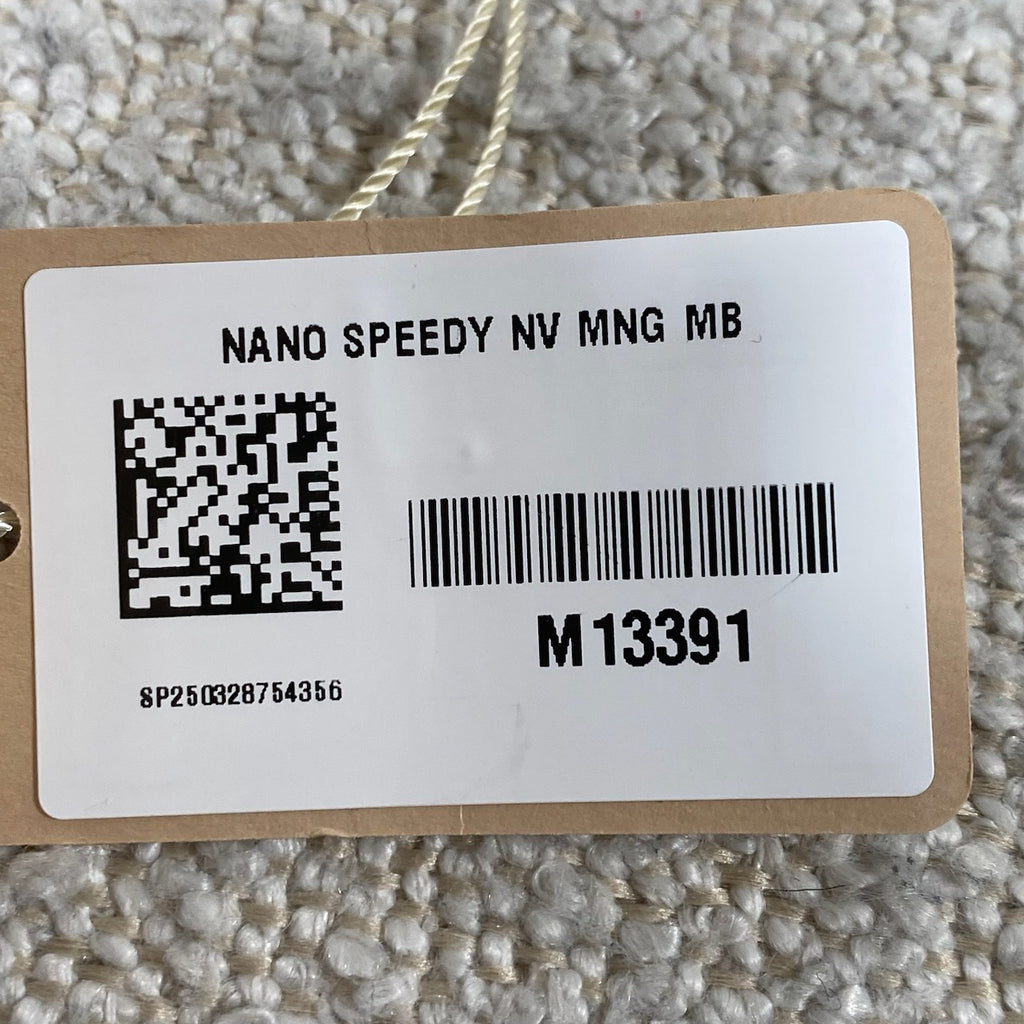 NANO SPEEDY NV MNG MB
M13391
SP250328754356